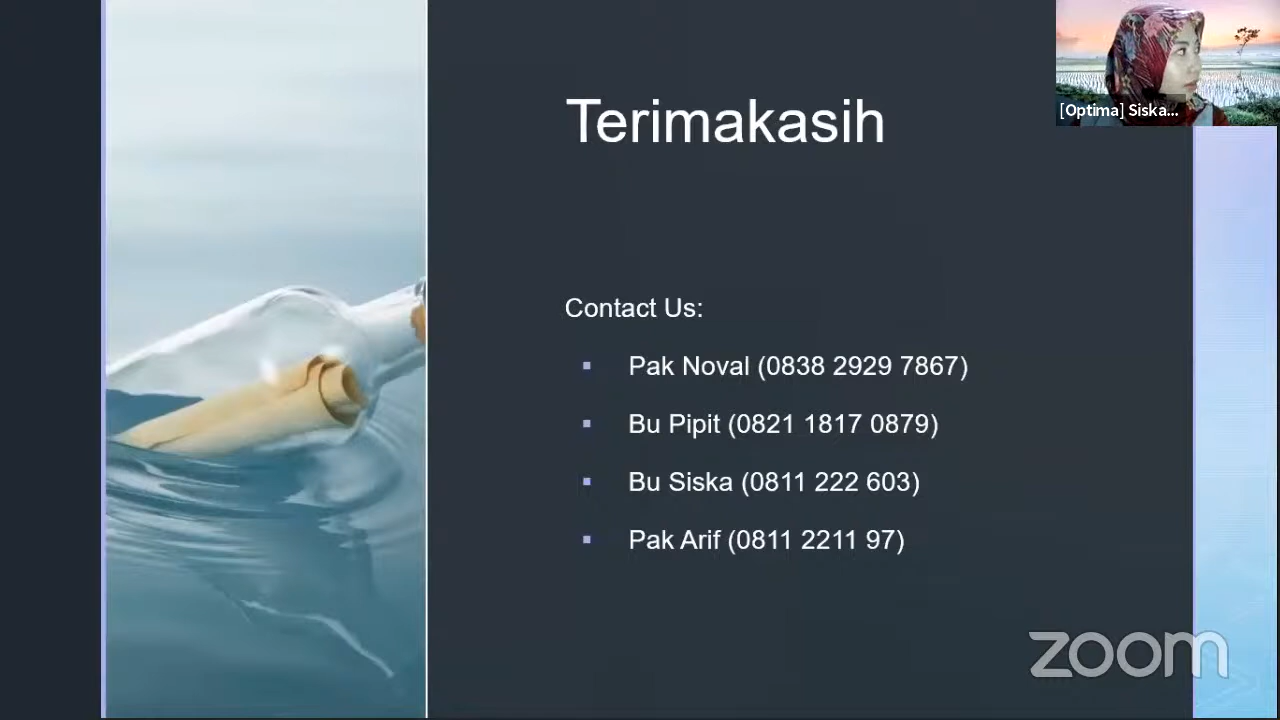 [Optima] Siska...
Terimakasih
Contact Us:
▪ Pak Noval (0838 2929 7867)
▪ Bu Pipit (0821 1817 0879)
▪ Bu Siska (0811 222 603)
▪ Pak Arif (0811 2211 97)
zoom